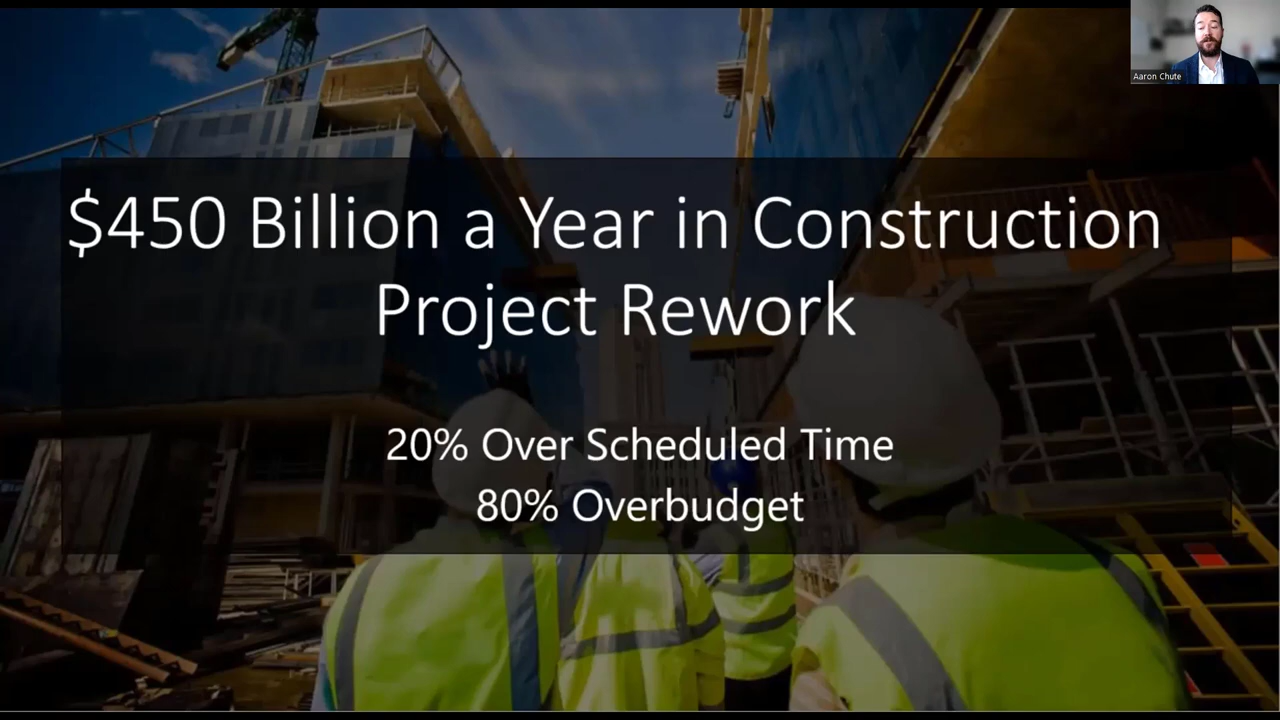 Aaron Chute
$450 Billion a Year in Construction
Project Rework
20% Over Scheduled Time
80% Overbudget